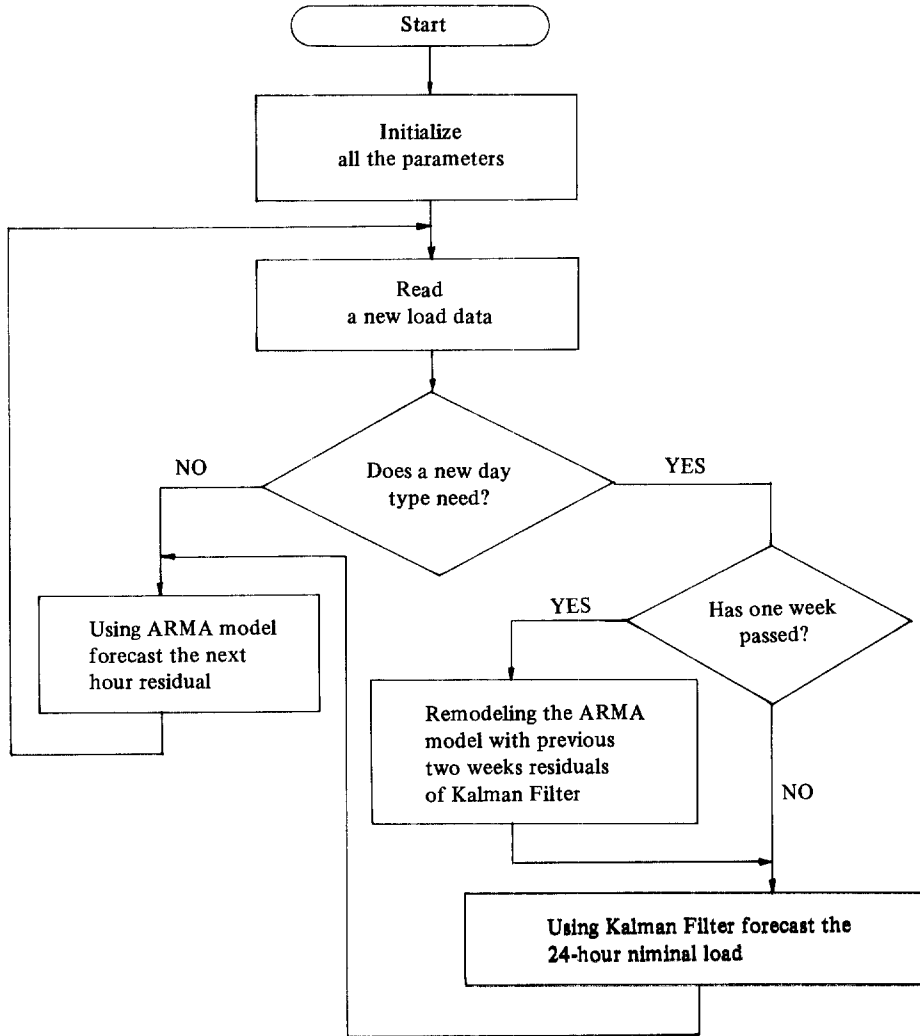 Start
Initialize
all the parameters
Read
a new load data
Does a new day
type need?
NO
YES
Has one week
passed?
YES
NO
Using ARMA model
forecast the next
hour residual
Remodeling the ARMA
model with previous
two weeks residuals
of Kalman Filter
Using Kalman Filter forecast the
24-hour niminal load